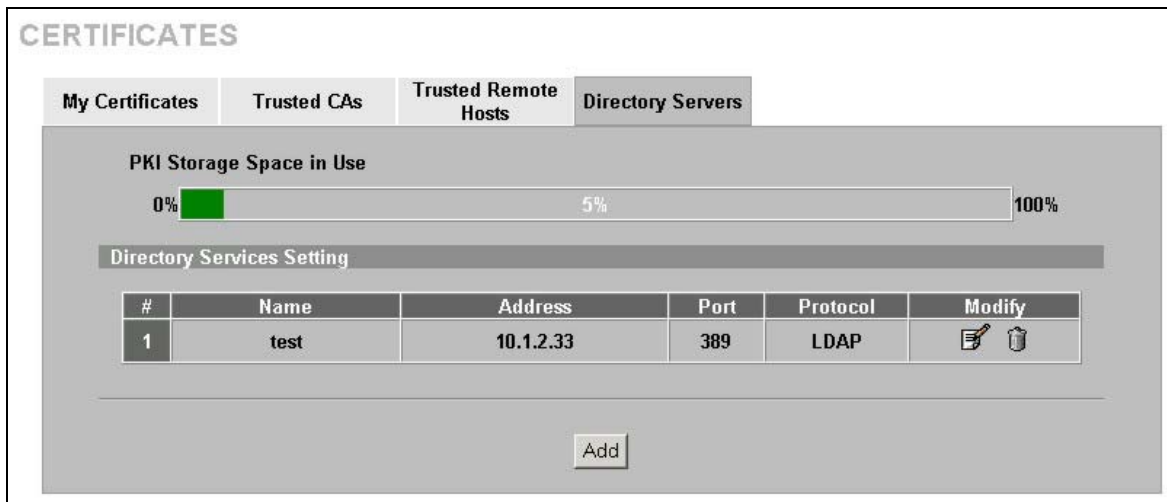 CERTIFICATES
My Certificates
Trusted CAs
Trusted Remote
Hosts
Directory Servers
PKI Storage Space in Use
0% 5% 100%
Directory Services Setting
# Name Address Port Protocol Modify
1 test 10.1.2.33 389 LDAP
Add